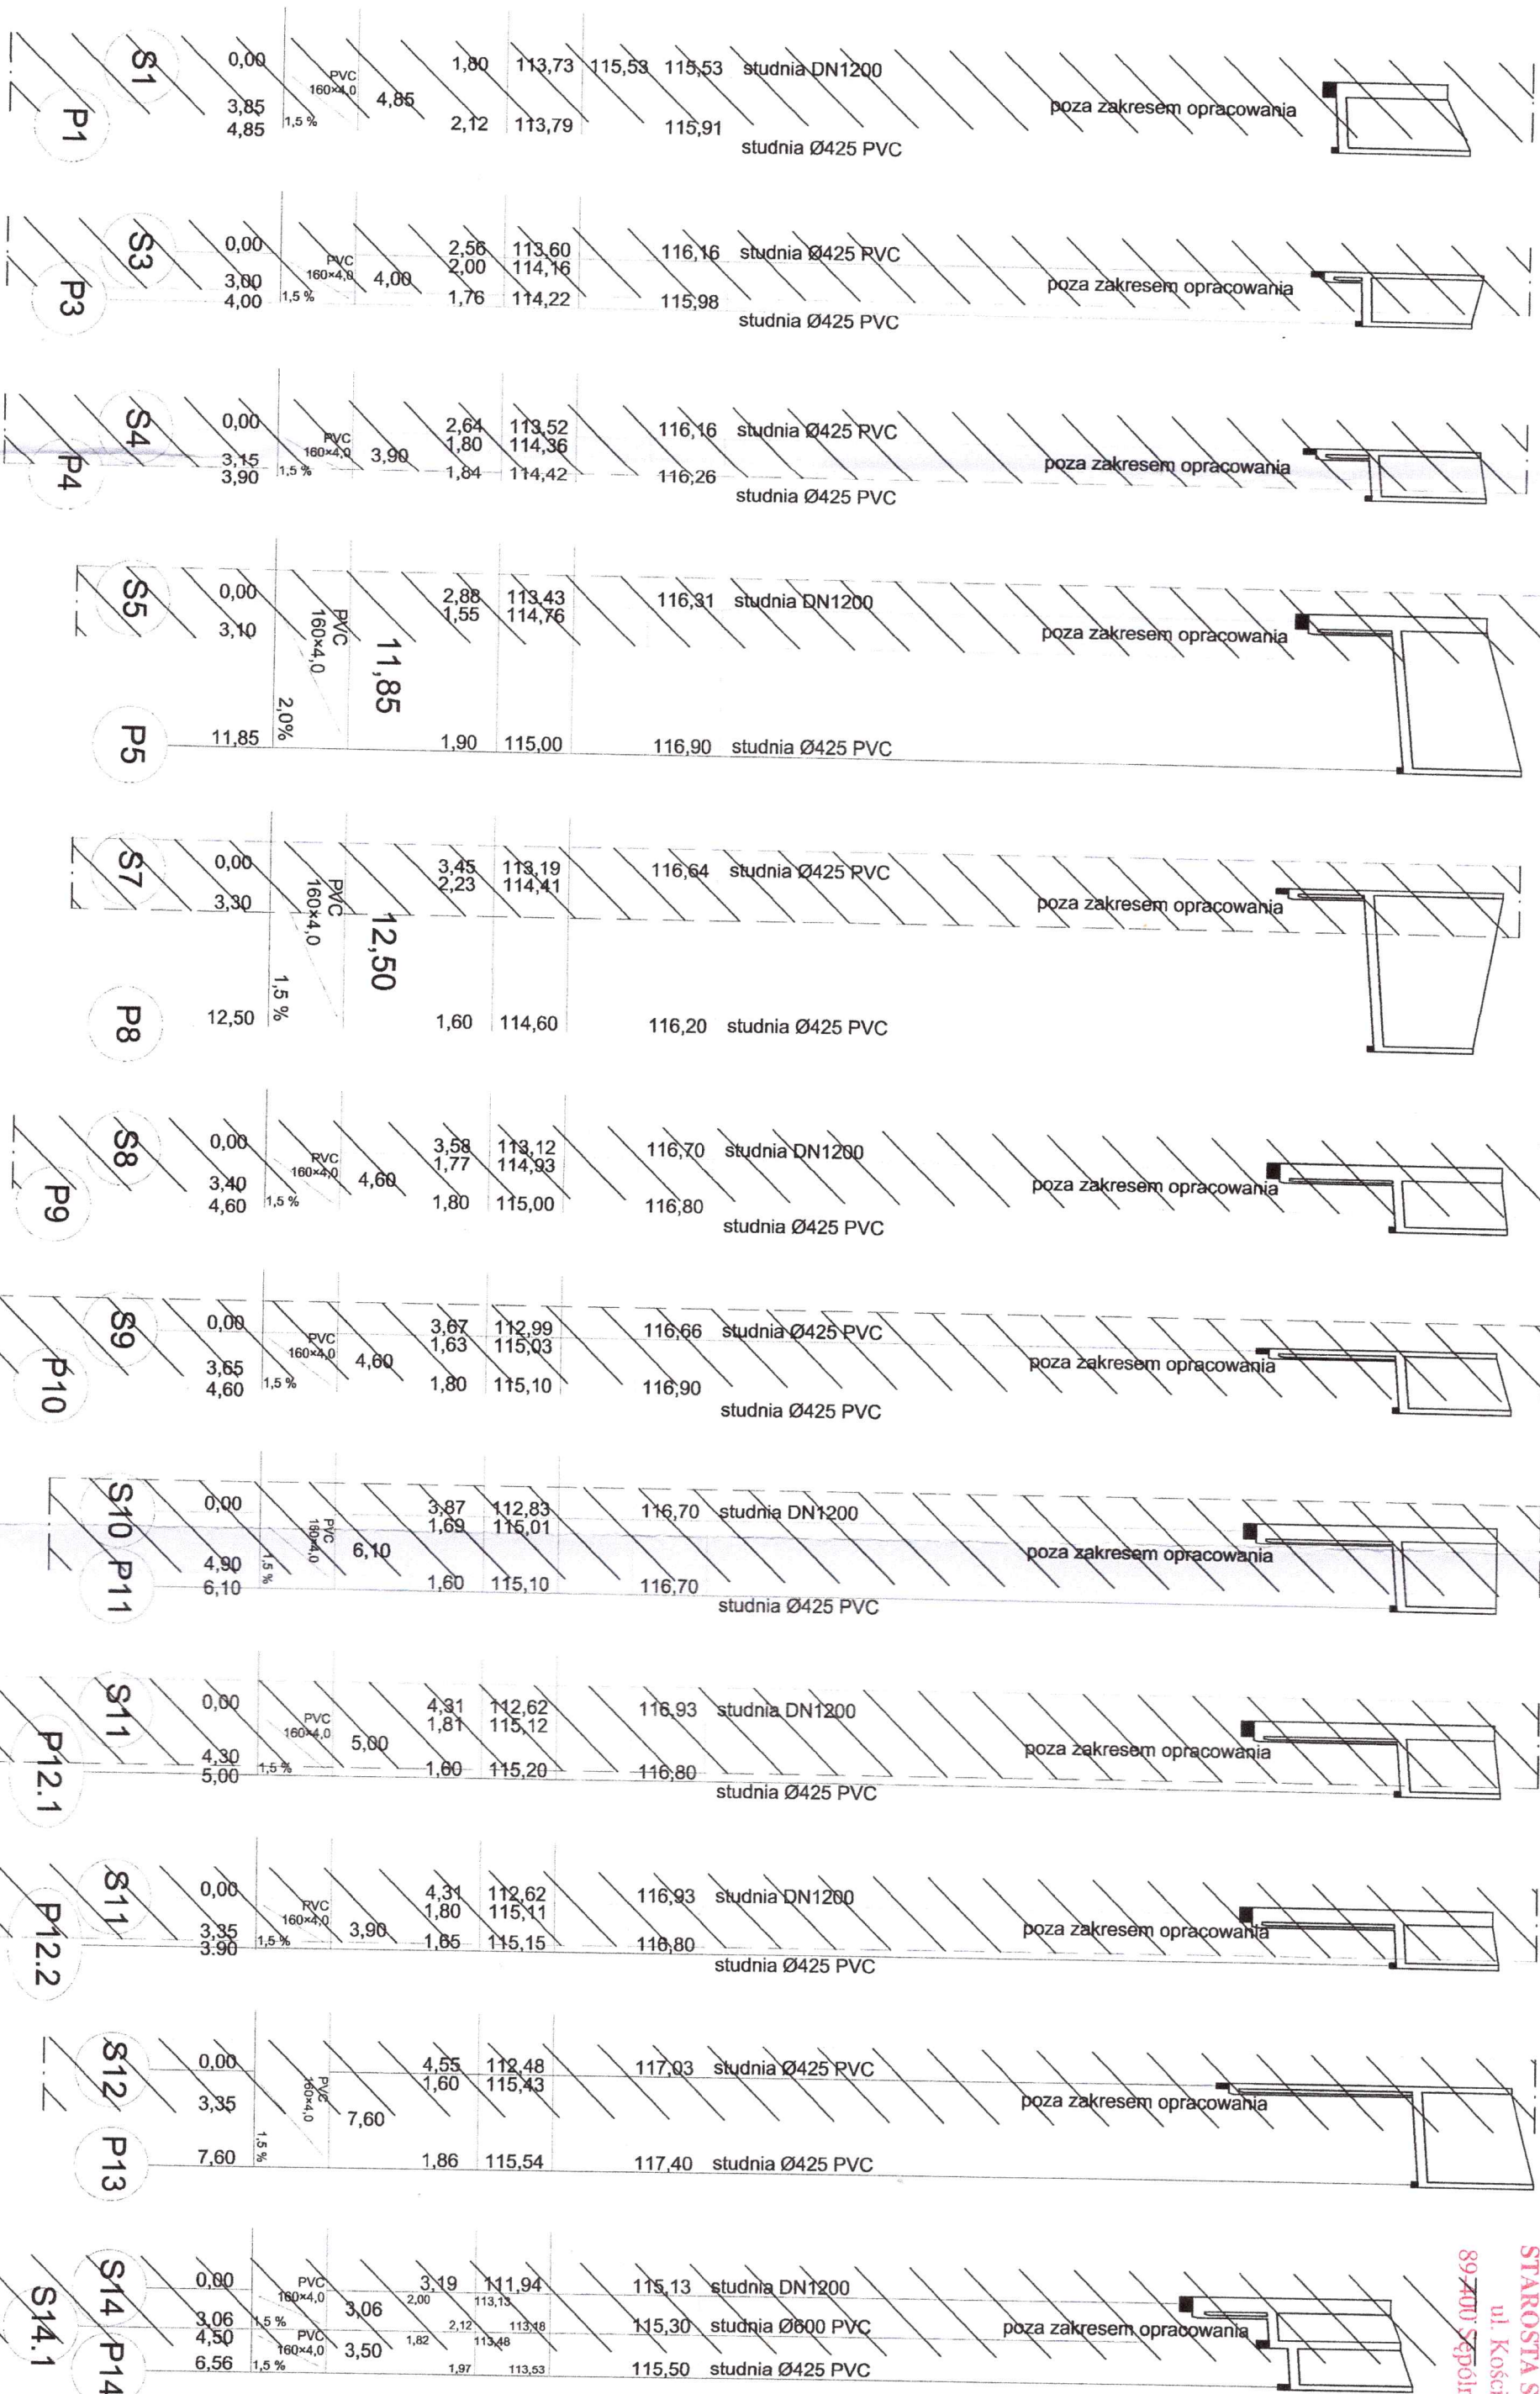 S1 0,00 PVC 160×4,0 4,85 1,80 113,73 115,53 115,53 studnia DN1200
3,85
P1 4,85 1,5 % 2,12 113,79 115,91
studnia Ø425 PVC
poza zakresem opracowania
S3 0,00 PVC 160×4,0 4,00 2,56 113,60 116,16 studnia Ø425 PVC
3,00 2,00 114,16
P3 4,00 1,5 % 1,76 114,22 115,98
studnia Ø425 PVC
poza zakresem opracowania
S4 0,00 PVC 160×4,0 3,90 2,64 113,52 116,16 studnia Ø425 PVC
3,15 1,80 114,36
P4 3,90 1,5 % 1,84 114,42 116,26
studnia Ø425 PVC
poza zakresem opracowania
S5 0,00 PVC 160×4,0 11,85 2,88 113,43 116,31 studnia DN1200
3,10 1,55 114,76
poza zakresem opracowania
P5 11,85 2,0% 1,90 115,00 116,90 studnia Ø425 PVC
S7 0,00 PVC 160×4,0 12,50 3,45 113,19 116,64 studnia Ø425 PVC
3,30 2,23 114,41
poza zakresem opracowania
P8 12,50 1,5 % 1,60 114,60 116,20 studnia Ø425 PVC
S8 0,00 PVC 160×4,0 4,60 3,58 113,12 116,70 studnia DN1200
3,40 1,77 114,93
P9 4,60 1,5 % 1,80 115,00 116,80
studnia Ø425 PVC
poza zakresem opracowania
S9 0,00 PVC 160×4,0 4,60 3,67 112,99 116,66 studnia Ø425 PVC
3,65 1,63 115,03
P10 4,60 1,5 % 1,80 115,10 116,90
studnia Ø425 PVC
poza zakresem opracowania
S10 0,00 PVC 160×4,0 6,10 3,87 112,83 116,70 studnia DN1200
4,90 1,69 115,01
P11 6,10 1,5 % 1,60 115,10 116,70
studnia Ø425 PVC
poza zakresem opracowania
S11 0,00 PVC 160×4,0 5,00 4,31 112,62 116,93 studnia DN1200
4,30 1,81 115,12
P12.1 5,00 1,5 % 1,60 115,20 116,80
studnia Ø425 PVC
poza zakresem opracowania
S11 0,00 PVC 160×4,0 3,90 4,31 112,62 116,93 studnia DN1200
3,35 1,80 115,11
P12.2 3,90 1,5 % 1,65 115,15 116,80
studnia Ø425 PVC
poza zakresem opracowania
S12 0,00 PVC 160×4,0 7,60 4,55 112,48 117,03 studnia Ø425 PVC
3,35 1,60 115,43
poza zakresem opracowania
P13 7,60 1,5 % 1,86 115,54 117,40 studnia Ø425 PVC
S14 0,00 PVC 160×4,0 3,06 3,19 111,94 115,13 studnia DN1200
2,00 113,13
S14.1 3,06 1,5 % 2,12 113,18 115,30 studnia Ø600 PVC
4,50 PVC 160×4,0 3,50 1,82 113,48
P14 6,56 1,5 % 1,97 113,53 115,50 studnia Ø425 PVC
poza zakresem opracowania
STAROSTA S
ul. Kości
89-400 Sępóln